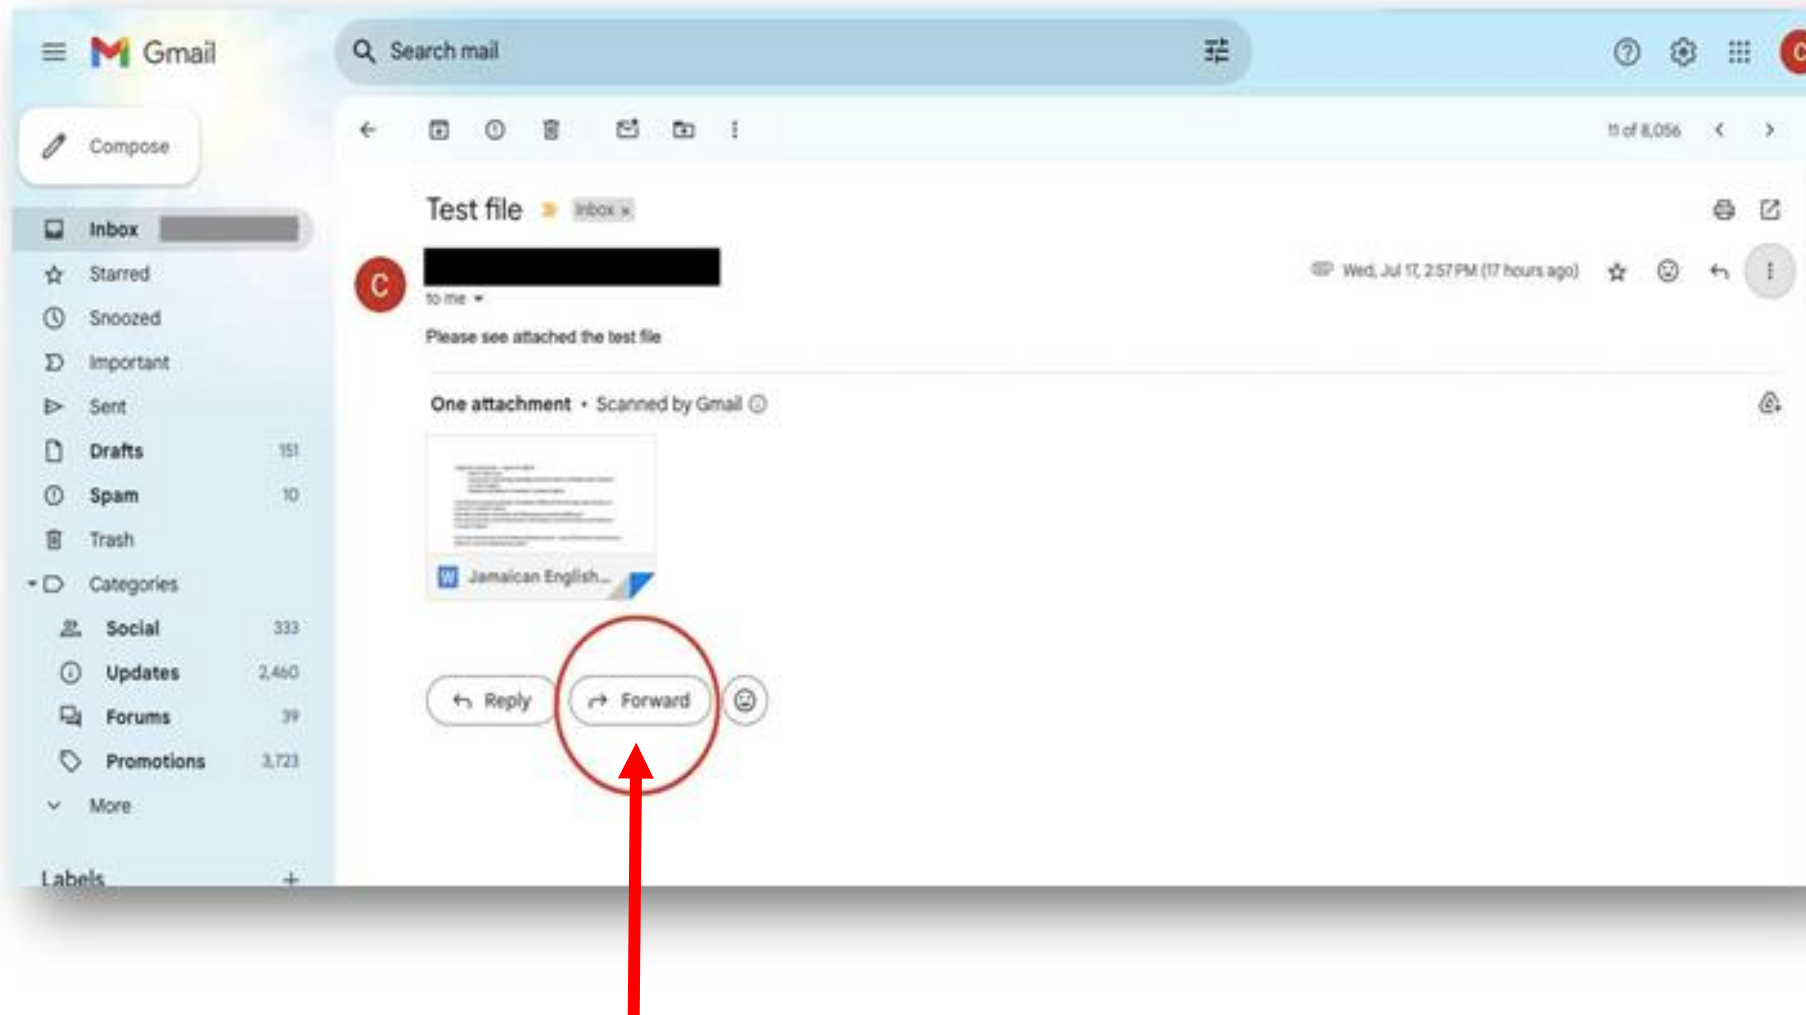 Gmail
Search mail
Compose
11 of 8,056
Test file
Inbox x
Inbox
Starred
C
Wed, Jul 17, 2:57 PM (17 hours ago)
to me
Snoozed
Please see attached the test file
Important
Sent
One attachment • Scanned by Gmail
Drafts 151
Spam 10
Trash
W Jamaican English...
Categories
Social 333
Updates 2,460
Reply
Forward
Forums 39
Promotions 3,723
More
Labels